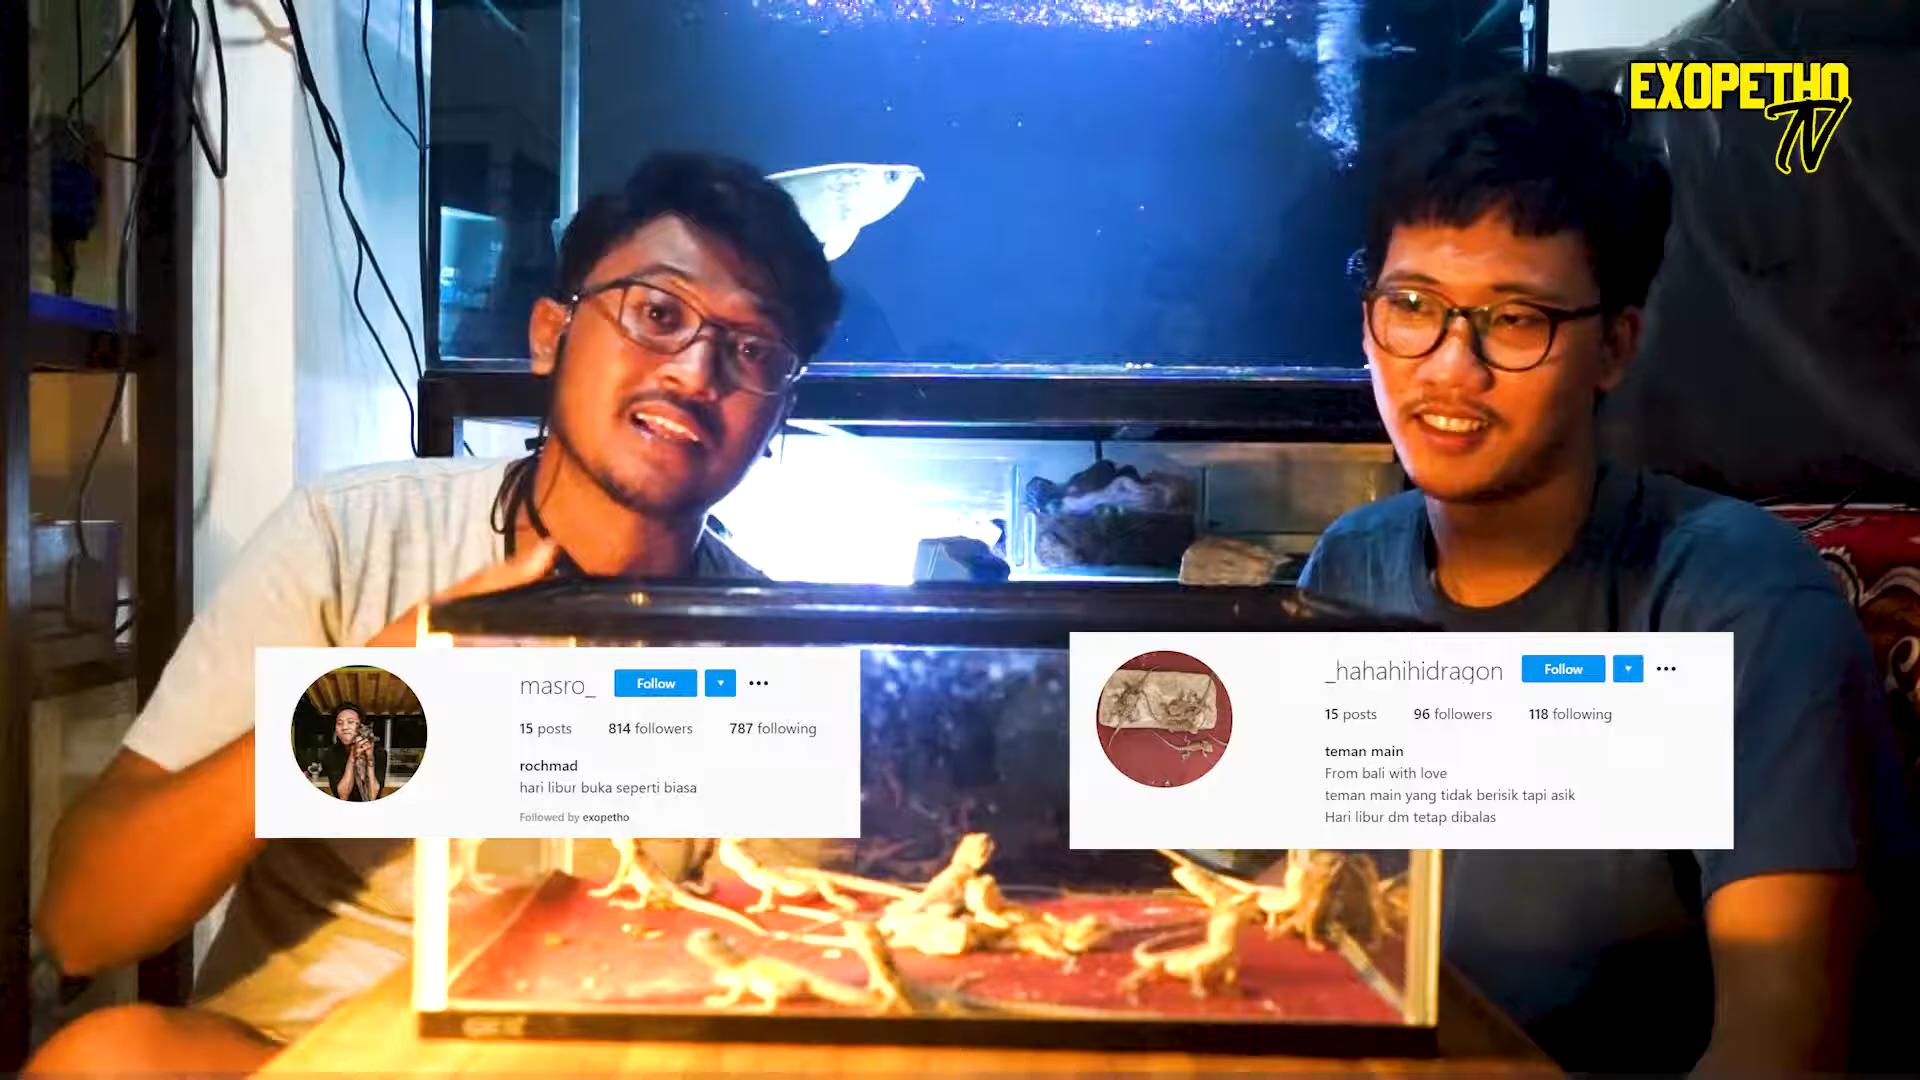 EXOPETHO
TV
masro_ Follow
15 posts 814 followers 787 following
rochmad
hari libur buka seperti biasa
Followed by exopetho
_hahahihidragon Follow
15 posts 96 followers 118 following
teman main
From bali with love
teman main yang tidak berisik tapi asik
Hari libur dm tetap dibalas